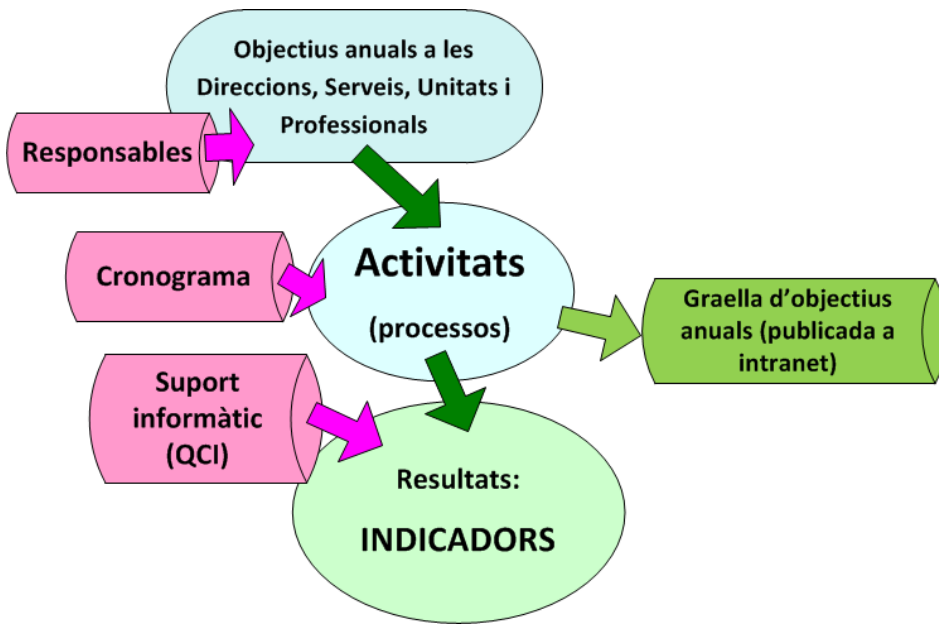 Objectius anuals a les
Direccions, Serveis, Unitats i
Professionals
Responsables
Activitats
(processos)
Cronograma
Graella d’objectius
anuals (publicada a
intranet)
Suport
informàtic
(QCI)
Resultats:
INDICADORS